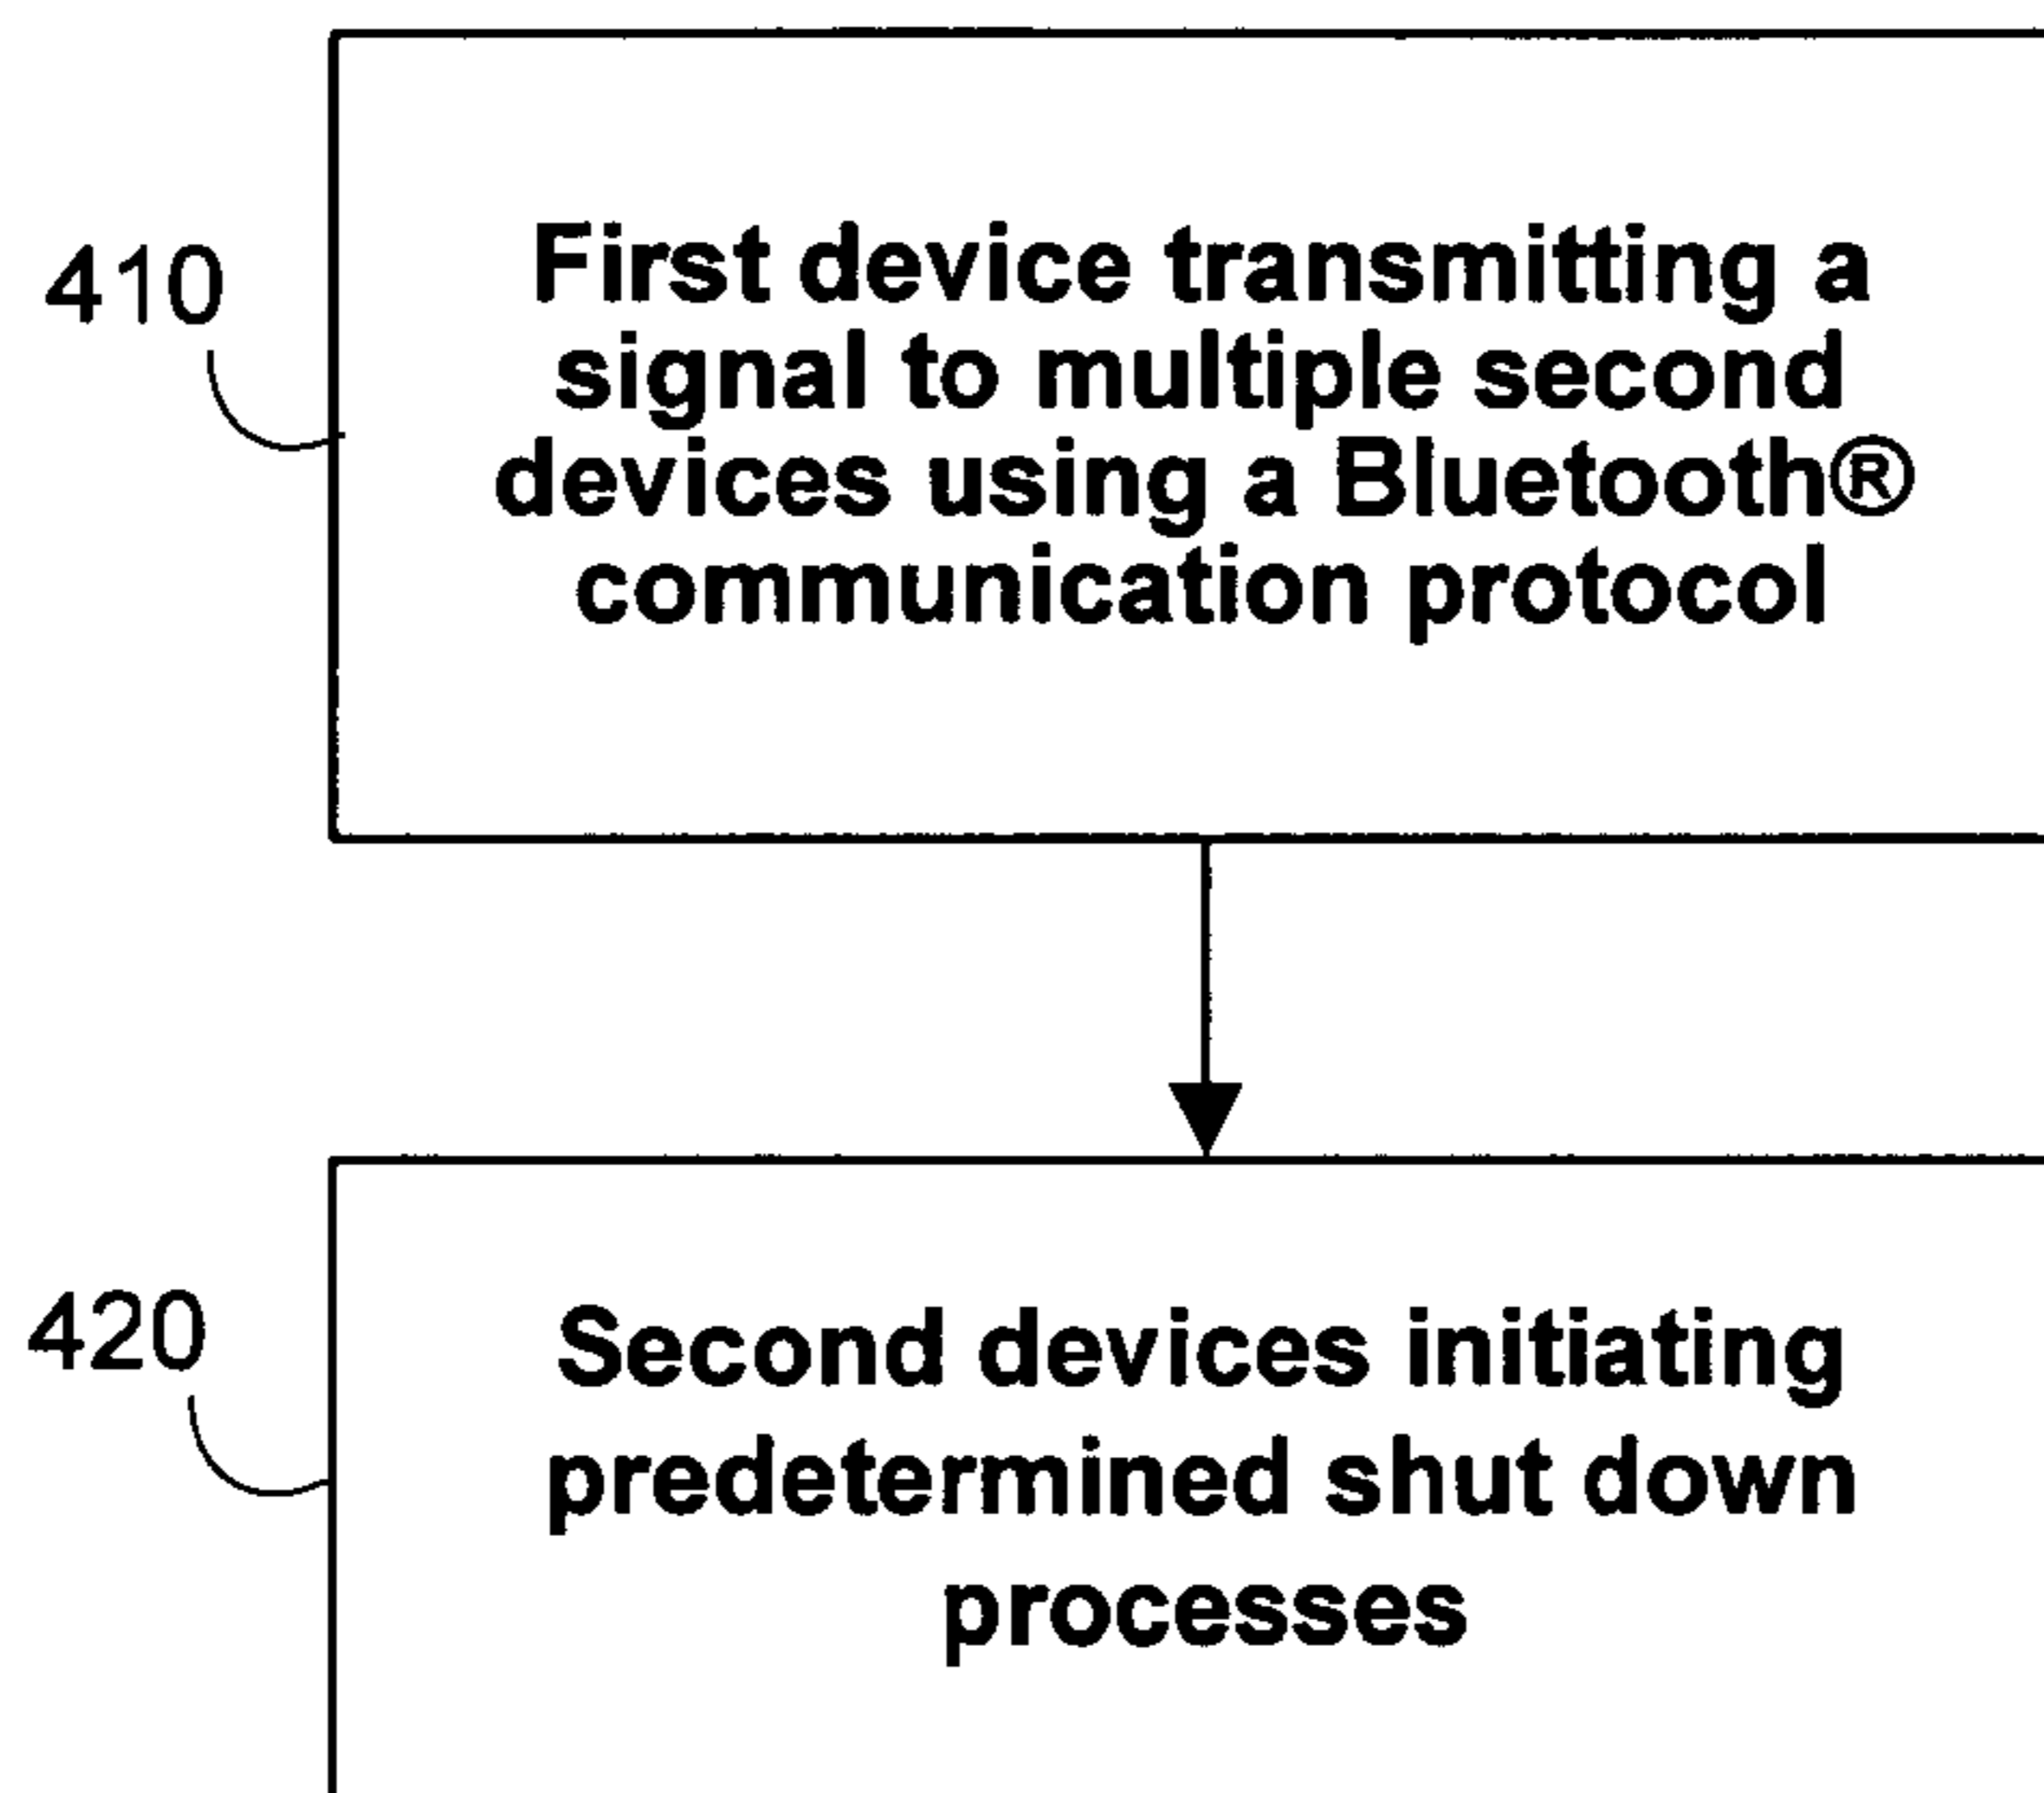 410
First device transmitting a
signal to multiple second
devices using a Bluetooth®
communication protocol
420
Second devices initiating
predetermined shut down
processes